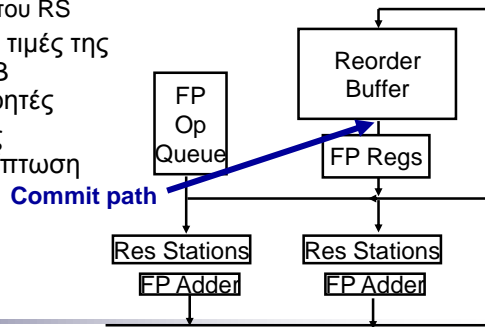 του RS
τιμές της
Reorder
Buffer
FP
Op
Queue
FP Regs
πτωση
Commit path
Res Stations
Res Stations
FP Adder
FP Adder